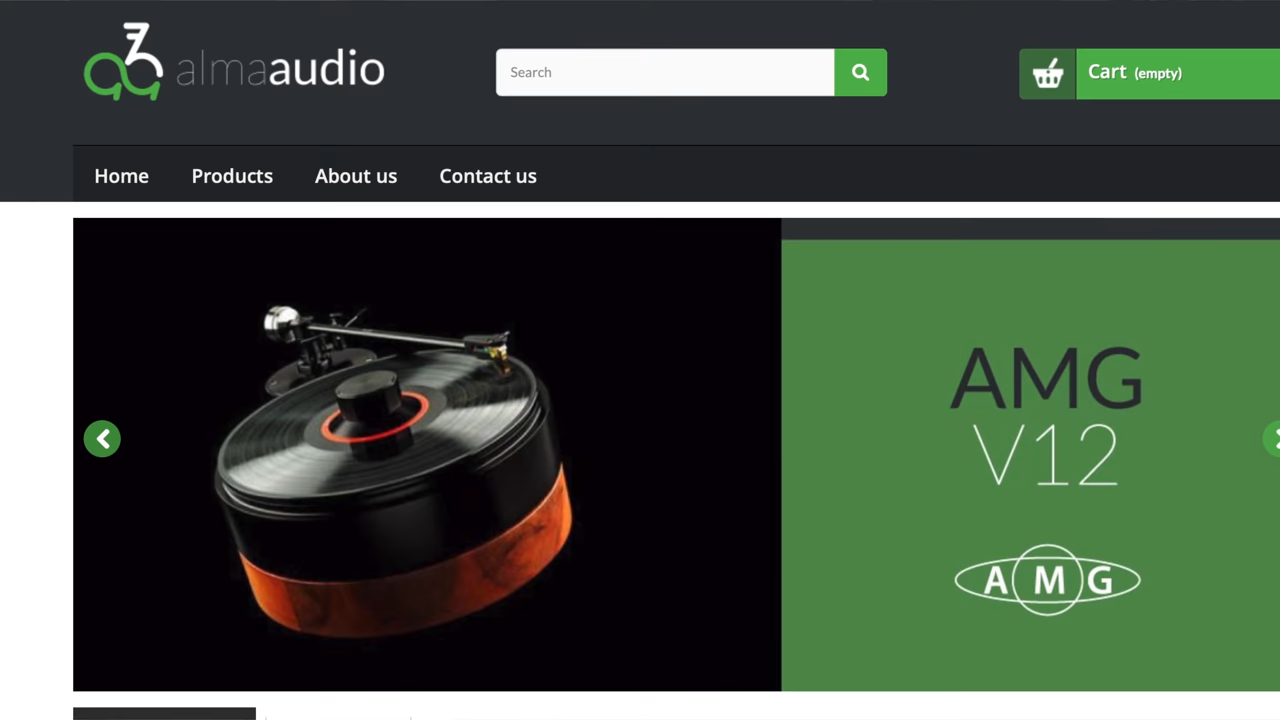 almaaudio
Search
Cart (empty)
Home Products About us Contact us
AMG
V12
AMG